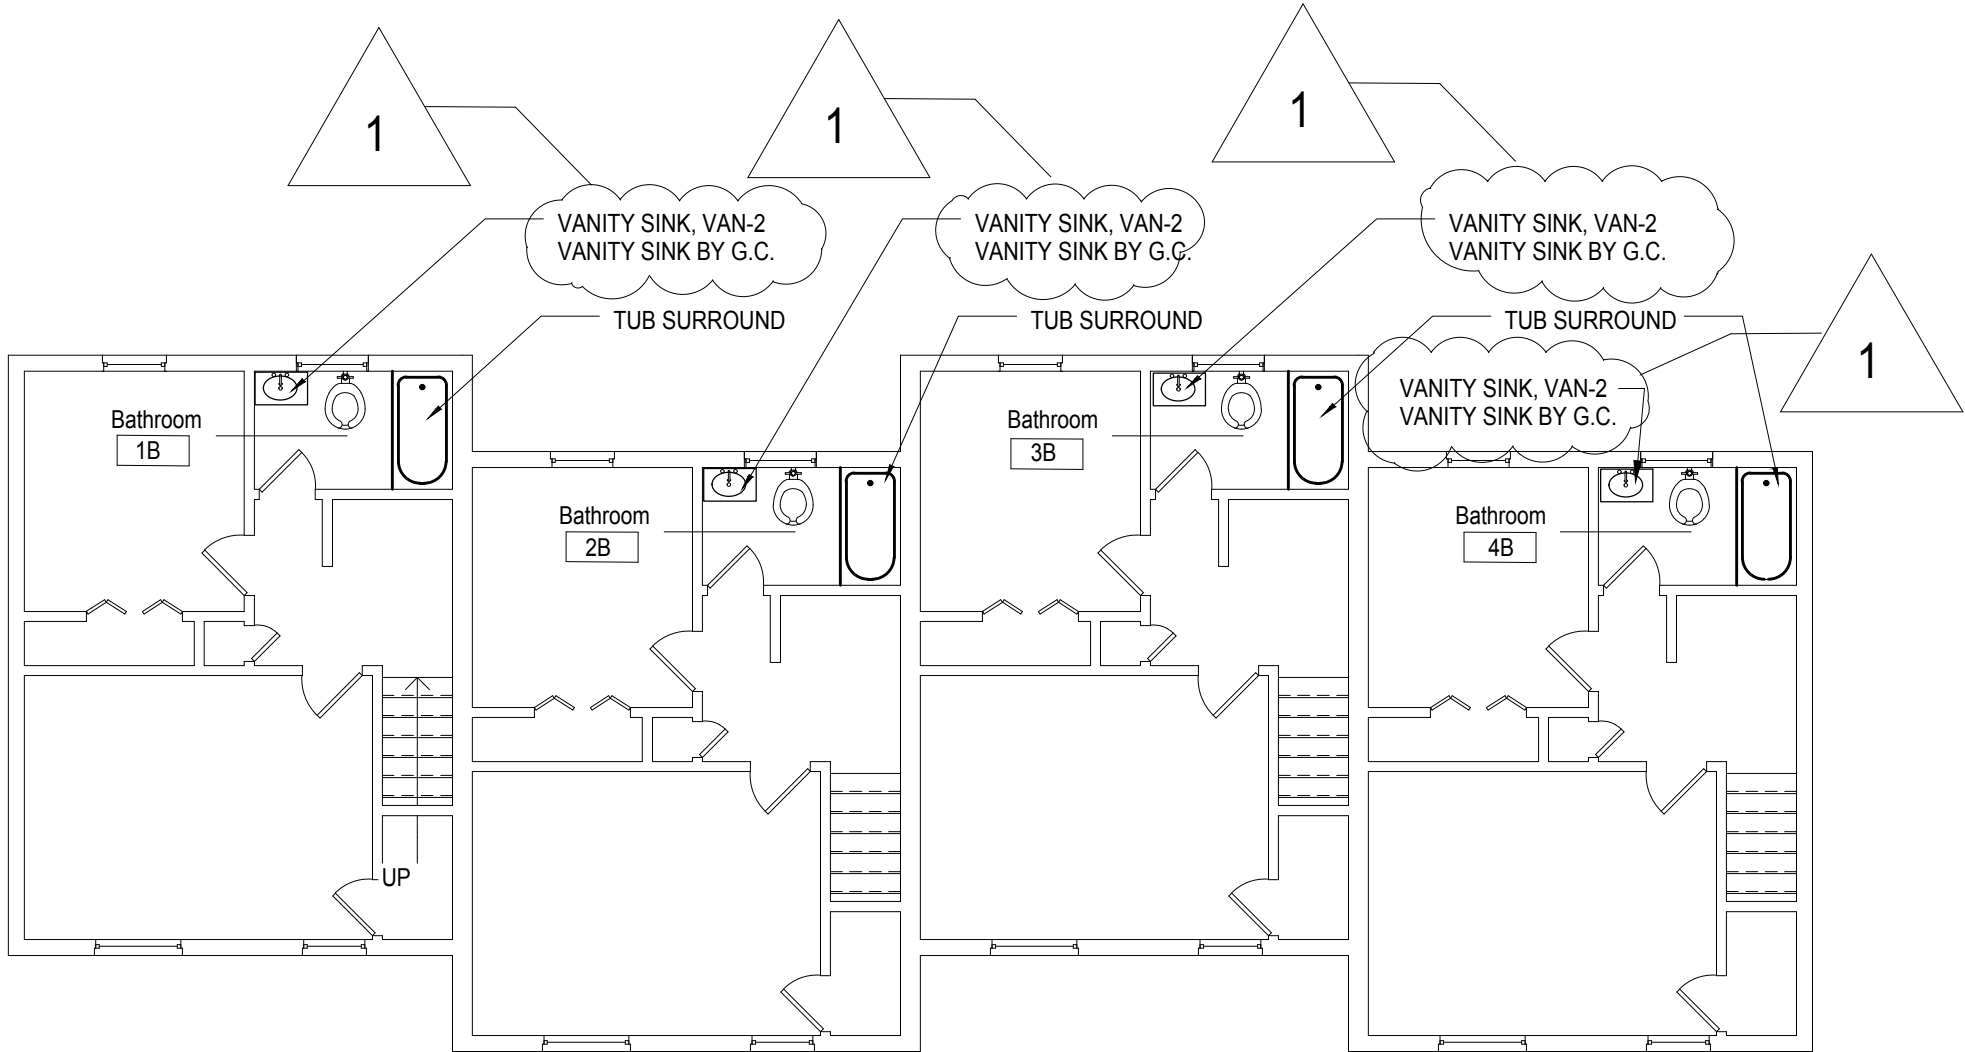 1
1
1
VANITY SINK, VAN-2
VANITY SINK BY G.C.
VANITY SINK, VAN-2
VANITY SINK BY G.C.
VANITY SINK, VAN-2
VANITY SINK BY G.C.
TUB SURROUND
TUB SURROUND
TUB SURROUND
1
VANITY SINK, VAN-2
VANITY SINK BY G.C.
Bathroom
1B
Bathroom
3B
Bathroom
2B
Bathroom
4B
UP